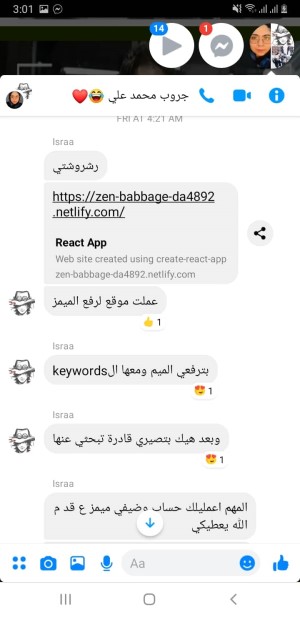 3:01
14
1
جروب محمد علي 😂❤️
FRI AT 4:21 AM
Israa
رشروشتي
https://zen-babbage-da4892
.netlify.com/
React App
Web site created using create-react-app
zen-babbage-da4892.netlify.com
عملت موقع لرفع الميمز
👍 1
Israa
بترفعي الميم ومعها الkeywords
😍 1
Israa
وبعد هيك بتصيري قادرة تبحثي عنها
😍 1
Israa
المهم اعمليلك حساب وضيفي ميمز ع قد م
الله يعطيكي
Aa